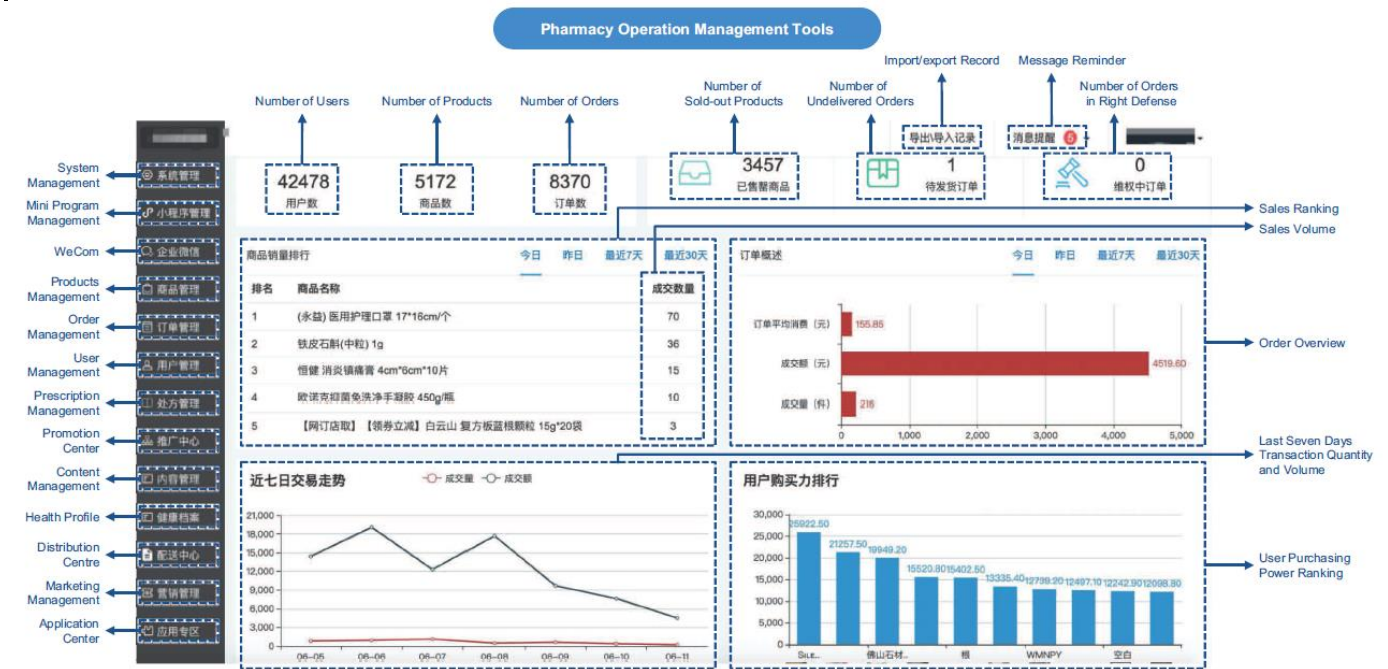 Pharmacy Operation Management Tools
Import/export Record
Message Reminder
Number of Users
Number of Products
Number of Orders
Number of
Sold-out Products
Number of
Undelivered Orders
Number of Orders
in Right Defense
导出\导入记录
消息提醒 5
System
Management
系统管理
Mini Program
Management
小程序管理
WeCom
企业微信
Products
Management
商品管理
Order
Management
订单管理
User
Management
用户管理
Prescription
Management
处方管理
Promotion
Center
推广中心
Content
Management
内容管理
Health Profile
健康档案
Distribution
Centre
配送中心
Marketing
Management
营销管理
Application
Center
应用专区
42478
用户数
5172
商品数
8370
订单数
3457
已售罄商品
1
待发货订单
0
维权中订单
Sales Ranking
Sales Volume
商品销量排行 今日 昨日 最近7天 最近30天
排名 商品名称 成交数量
1 (永益) 医用护理口罩 17*16cm/个 70
2 铁皮石斛(中粒) 1g 36
3 恒健 消炎镇痛膏 4cm*6cm*10片 15
4 欧诺克抑菌免洗净手凝胶 450g/瓶 10
5 【网订店取】【领券立减】白云山 复方板蓝根颗粒 15g*20袋 3
订单概述 今日 昨日 最近7天 最近30天
订单平均消费 (元) 155.85
成交额 (元) 4519.60
成交量 (件) 216
0 1,000 2,000 3,000 4,000 5,000
Order Overview
Last Seven Days
Transaction Quantity
and Volume
近七日交易走势 成交量 成交额
21,000
18,000
15,000
12,000
9,000
6,000
3,000
0
06-05 06-06 06-07 06-08 06-09 06-10 06-11
用户购买力排行
30,000
25,000
20,000
15,000
10,000
5,000
0
25922.50 21257.50 19949.20 15520.80 15402.50 13335.40 12799.20 12497.10 12242.90 12098.80
SILE... 佛山石材... 根 WMNPY 空白
User Purchasing
Power Ranking